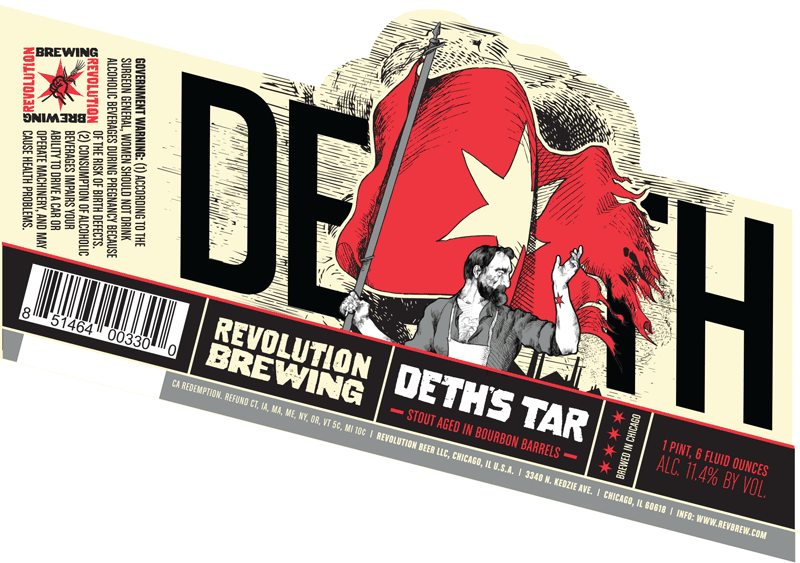 DETH
BREWING
REVOLUTION
BREWING
REVOLUTION
GOVERNMENT WARNING: (1) ACCORDING TO THE
SURGEON GENERAL, WOMEN SHOULD NOT DRINK
ALCOHOLIC BEVERAGES DURING PREGNANCY BECAUSE
OF THE RISK OF BIRTH DEFECTS.
(2) CONSUMPTION OF ALCOHOLIC
BEVERAGES IMPAIRS YOUR
ABILITY TO DRIVE A CAR OR
OPERATE MACHINERY, AND MAY
CAUSE HEALTH PROBLEMS.
8 51464 00330 0
REVOLUTION
BREWING
DETH'S TAR
STOUT AGED IN BOURBON BARRELS
BREWED IN CHICAGO
1 PINT, 6 FLUID OUNCES
ALC. 11.4% BY VOL.
CA REDEMPTION. REFUND CT, IA, MA, ME, NY, OR, VT 5C, MI 10C | REVOLUTION BEER LLC, CHICAGO, IL U.S.A. | 3340 N. KEDZIE AVE. | CHICAGO, IL 60618 | INFO: WWW.REVBREW.COM